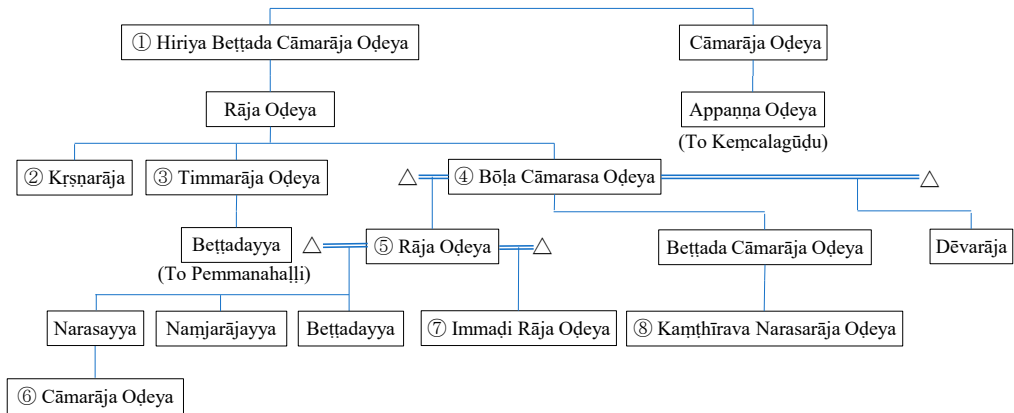 ① Hiriya Beṭṭada Cāmarāja Oḍeya
Cāmarāja Oḍeya
Rāja Oḍeya
Appaṇṇa Oḍeya
(To Keṃcalagūḍu)
② Kṛṣṇarāja
③ Timmarāja Oḍeya
④ Bōḷa Cāmarasa Oḍeya
Beṭṭadayya
(To Pemmanahaḷḷi)
⑤ Rāja Oḍeya
Beṭṭada Cāmarāja Oḍeya
Dēvarāja
Narasayya
Naṃjarājayya
Beṭṭadayya
⑦ Immaḍi Rāja Oḍeya
⑧ Kaṃṭhīrava Narasarāja Oḍeya
⑥ Cāmarāja Oḍeya